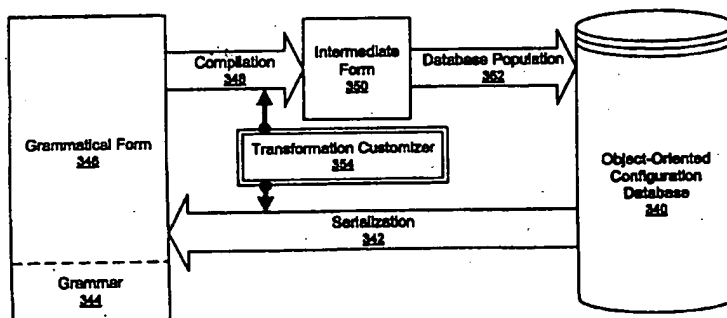 Compilation
348
Intermediate
Form
350
Database Population
352
Grammatical Form
346
Transformation Customizer
354
Object-Oriented
Configuration
Database
340
Serialization
342
Grammar
344